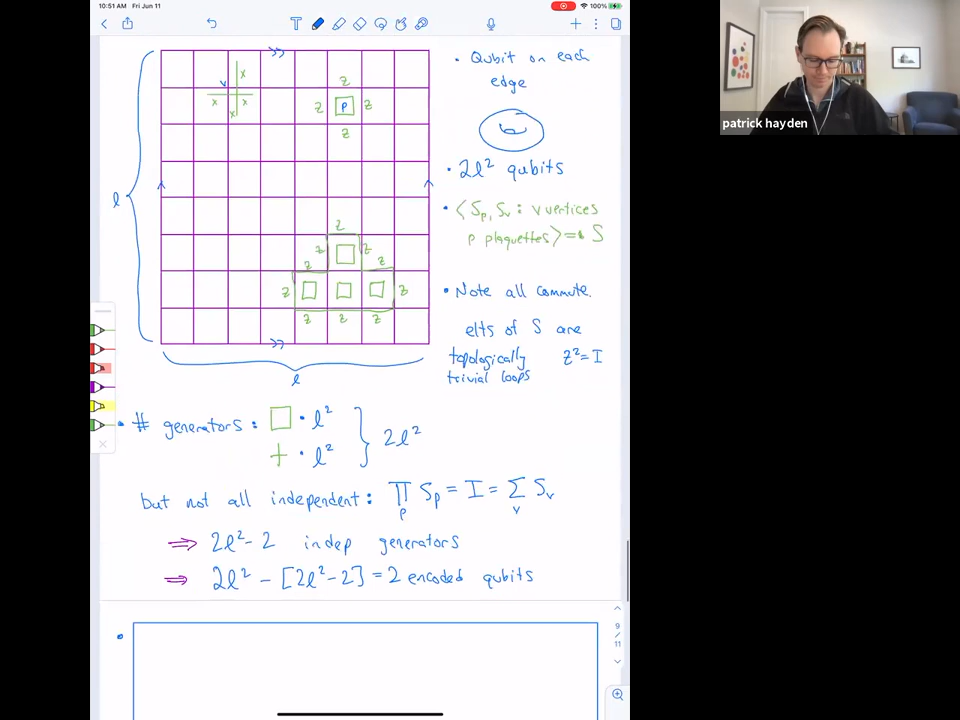 10:51 AM Fri Jun 11
100%
T
• Qubit on each
edge
• 2l² qubits
• ⟨Sp, Sv : v vertices
p plaquettes⟩ = S
• Note all commute.
elts of S are
topologically Z² = I
trivial loops
l
v x
x x
x
z
z p z
z
z
z z
z z
z z
z z z
l
• # generators : □ • l²
+ • l²
} 2l²
but not all independent : ∏p Sp = I = ∑v Sv
⇒ 2l² - 2 indep generators
⇒ 2l² - [2l² - 2] = 2 encoded qubits
9
/
11
patrick hayden